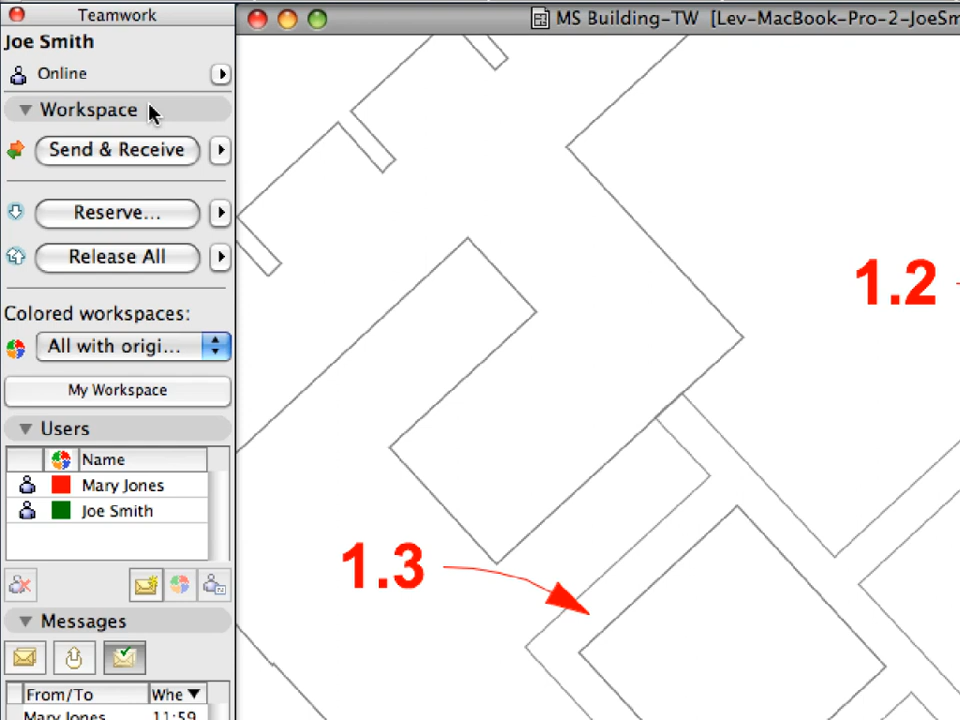 Teamwork
MS Building-TW [Lev-MacBook-Pro-2-JoeSm
Joe Smith
Online
Workspace
Send & Receive
Reserve...
Release All
Colored workspaces:
All with origi...
My Workspace
Users
Name
Mary Jones
Joe Smith
Messages
From/To Whe
Mary Jones 11:59
1.2
1.3